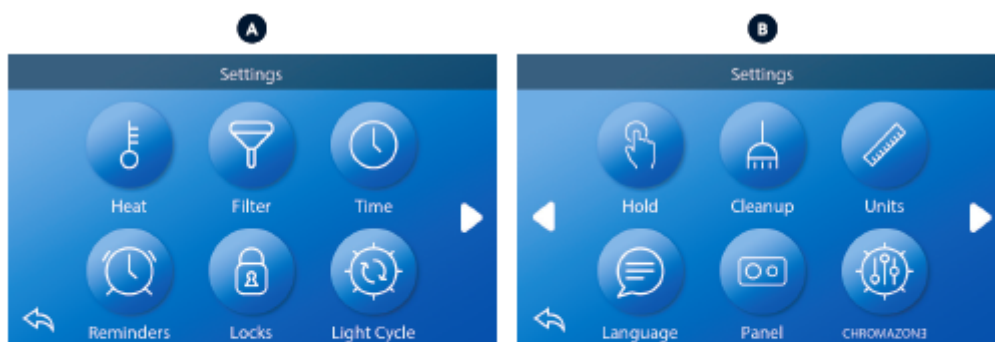 A
B
Settings
Heat
Filter
Time
Reminders
Locks
Light Cycle
Settings
Hold
Cleanup
Units
Language
Panel
CHROMAZON3